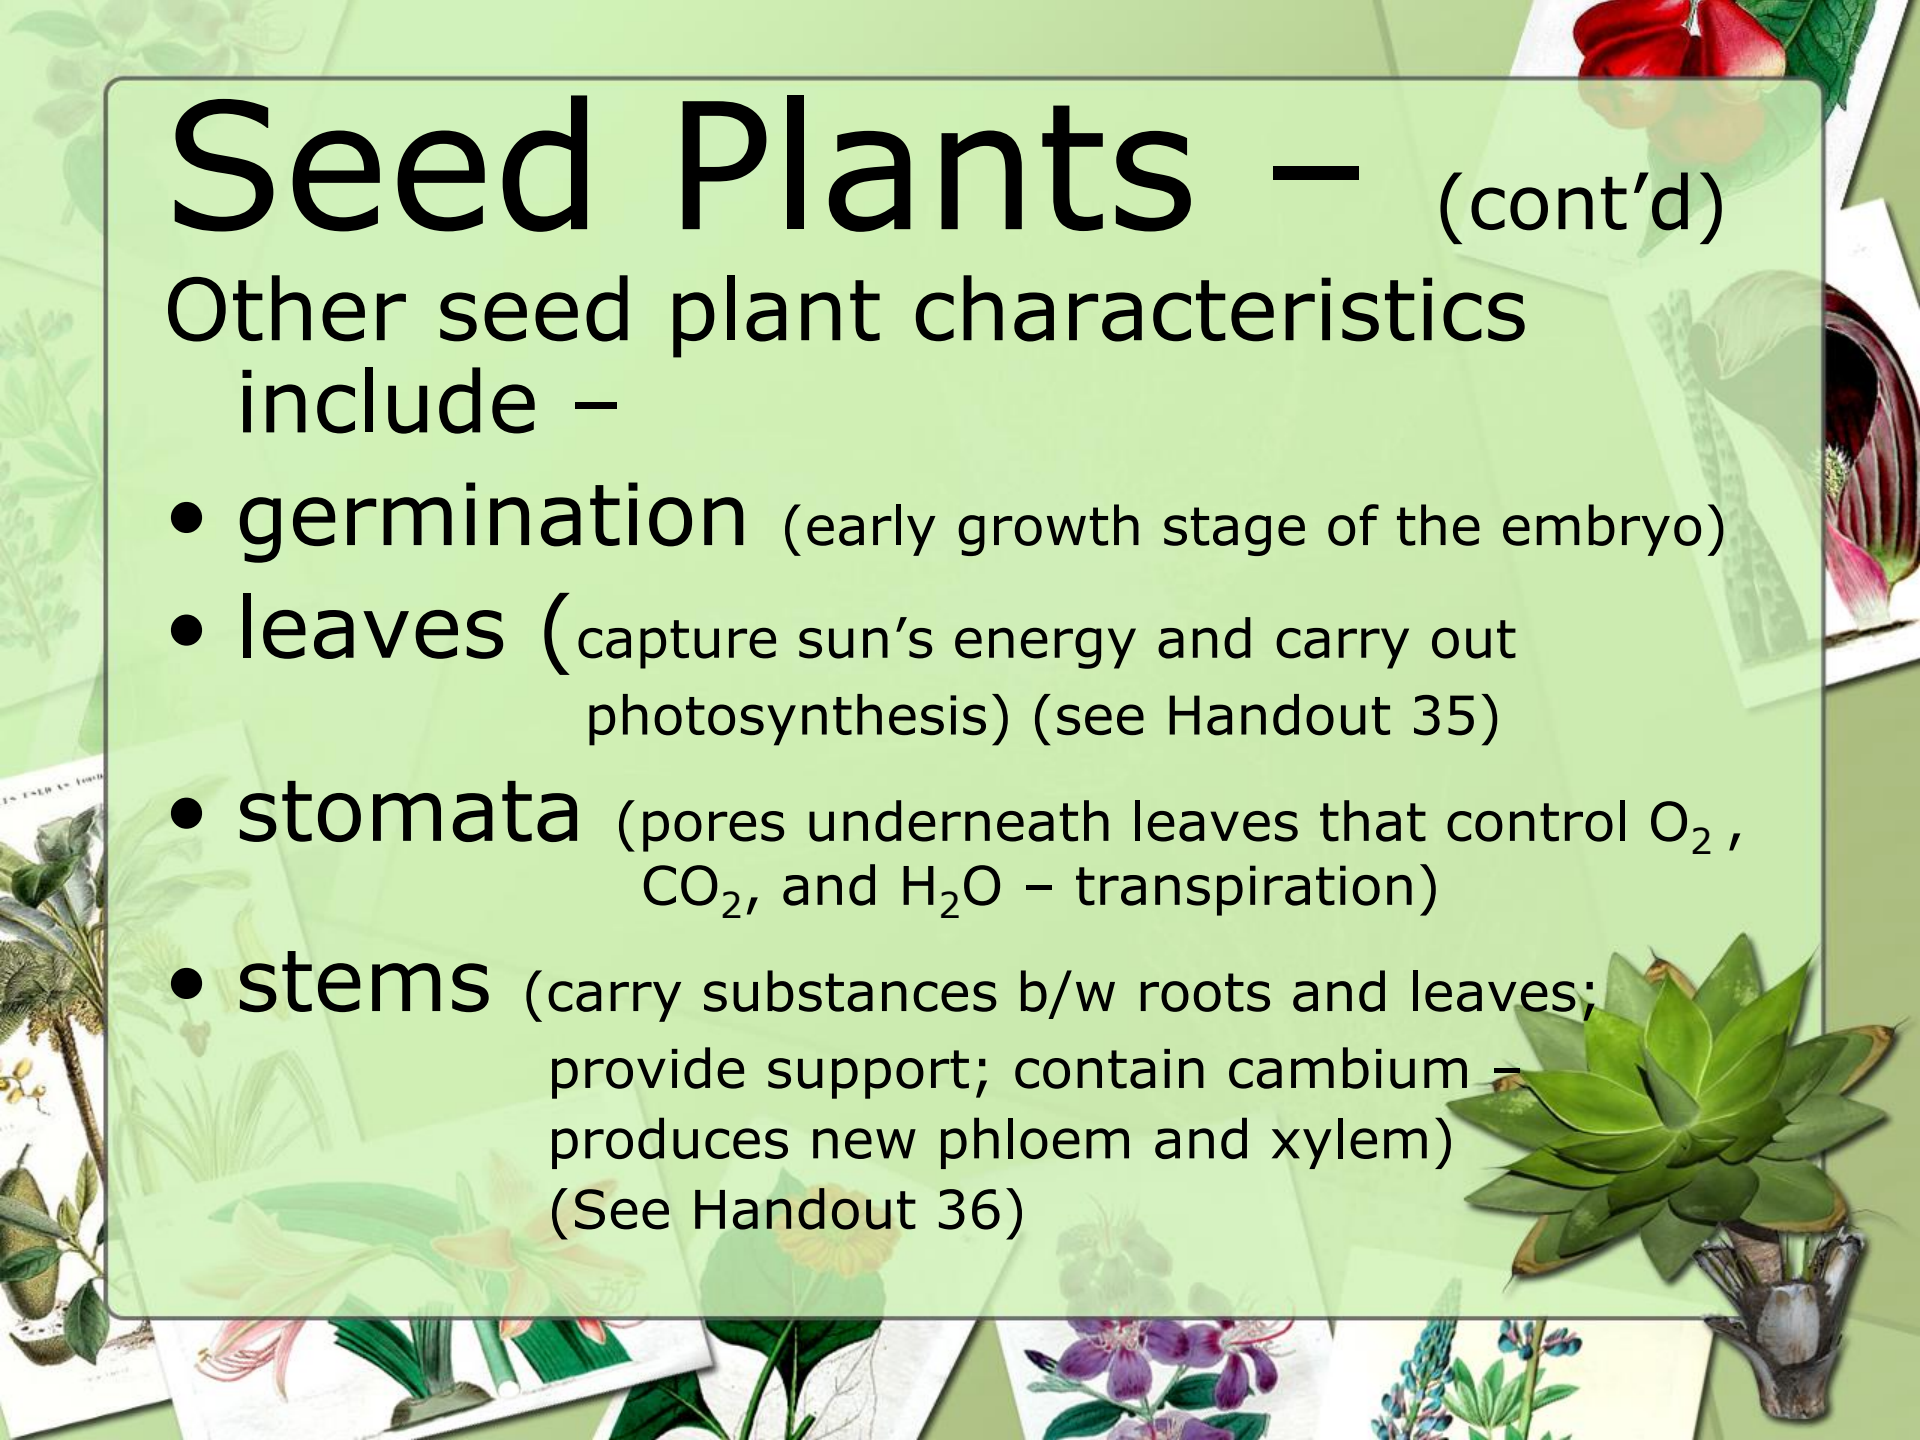 Seed Plants – (cont’d)
Other seed plant characteristics
include –
• germination (early growth stage of the embryo)
• leaves (capture sun’s energy and carry out
photosynthesis) (see Handout 35)
• stomata (pores underneath leaves that control O₂ ,
CO₂, and H₂O – transpiration)
• stems (carry substances b/w roots and leaves;
provide support; contain cambium –
produces new phloem and xylem)
(See Handout 36)